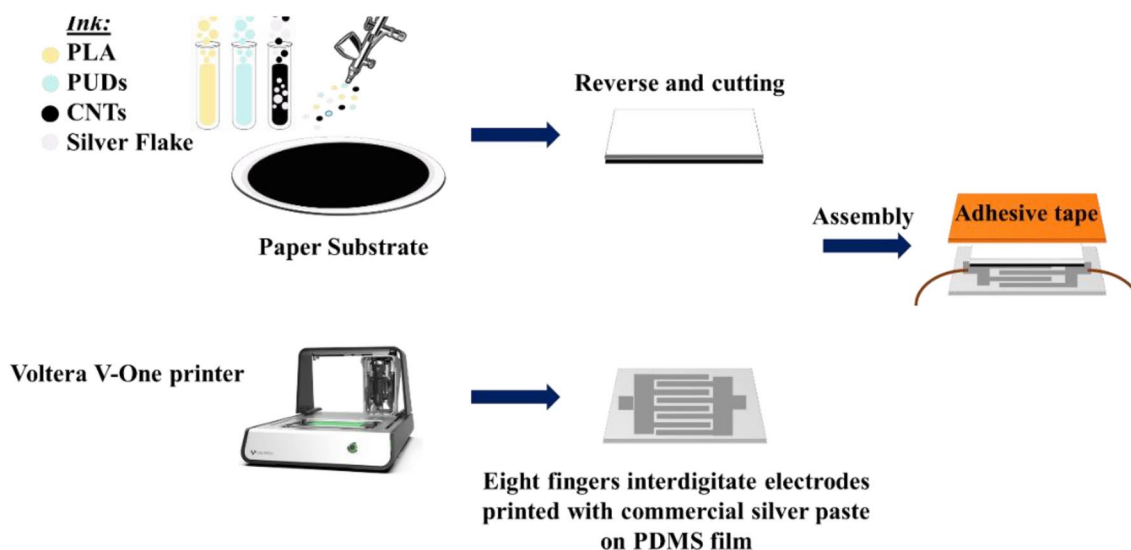 Ink:
PLA
PUDs
CNTs
Silver Flake
Paper Substrate
Reverse and cutting
Assembly
Adhesive tape
Voltera V-One printer
Eight fingers interdigitate electrodes
printed with commercial silver paste
on PDMS film